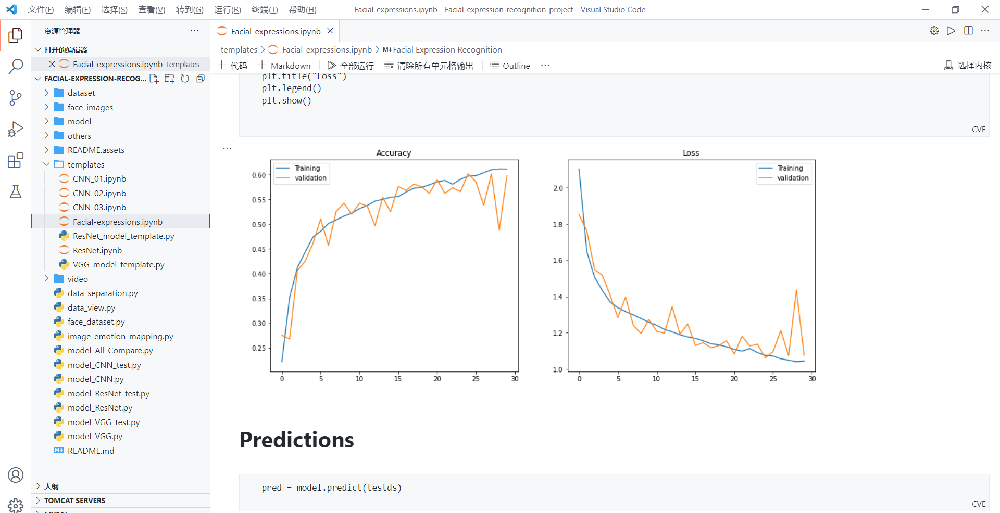 文件(F) 编辑(E) 选择(S) 查看(V) 转到(G) 运行(R) 终端(T) 帮助(H) Facial-expressions.ipynb - Facial-expression-recognition-project - Visual Studio Code
资源管理器
打开的编辑器
Facial-expressions.ipynb templates
FACIAL-EXPRESSION-RECOG...
dataset
face_images
model
others
README.assets
templates
CNN_01.ipynb
CNN_02.ipynb
CNN_03.ipynb
Facial-expressions.ipynb
ResNet_model_template.py
ResNet.ipynb
VGG_model_template.py
video
data_separation.py
data_view.py
face_dataset.py
image_emotion_mapping.py
model_All_Compare.py
model_CNN_test.py
model_CNN.py
model_ResNet_test.py
model_ResNet.py
model_VGG_test.py
model_VGG.py
README.md
大纲
TOMCAT SERVERS
Facial-expressions.ipynb
templates > Facial-expressions.ipynb > M↓Facial Expression Recognition
代码 Markdown 全部运行 清除所有单元格输出 Outline ··· 选择内核
plt.title("Loss")
plt.legend()
plt.show()
CVE
Accuracy
Training
validation
0.60
0.55
0.50
0.45
0.40
0.35
0.30
0.25
0 5 10 15 20 25 30
Loss
Training
validation
2.0
1.8
1.6
1.4
1.2
1.0
0 5 10 15 20 25 30
Predictions
pred = model.predict(testds)
CVE